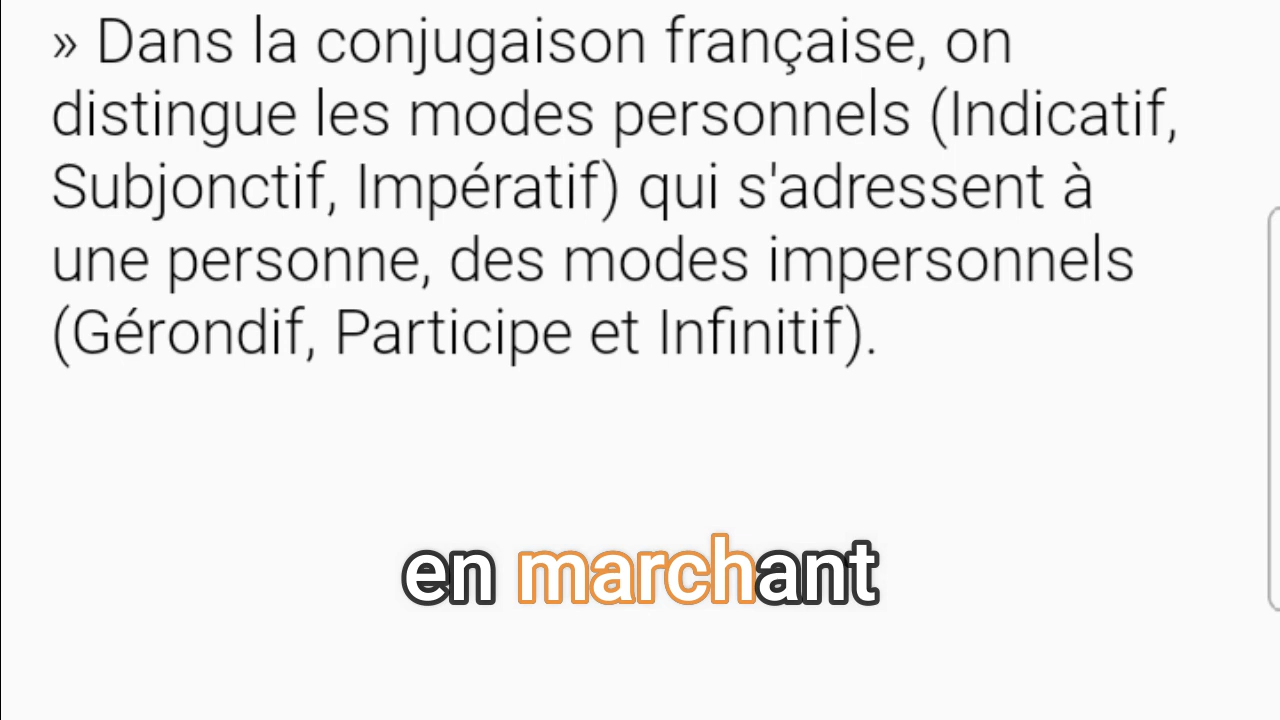 » Dans la conjugaison française, on
distingue les modes personnels (Indicatif,
Subjonctif, Impératif) qui s'adressent à
une personne, des modes impersonnels
(Gérondif, Participe et Infinitif).
en marchant